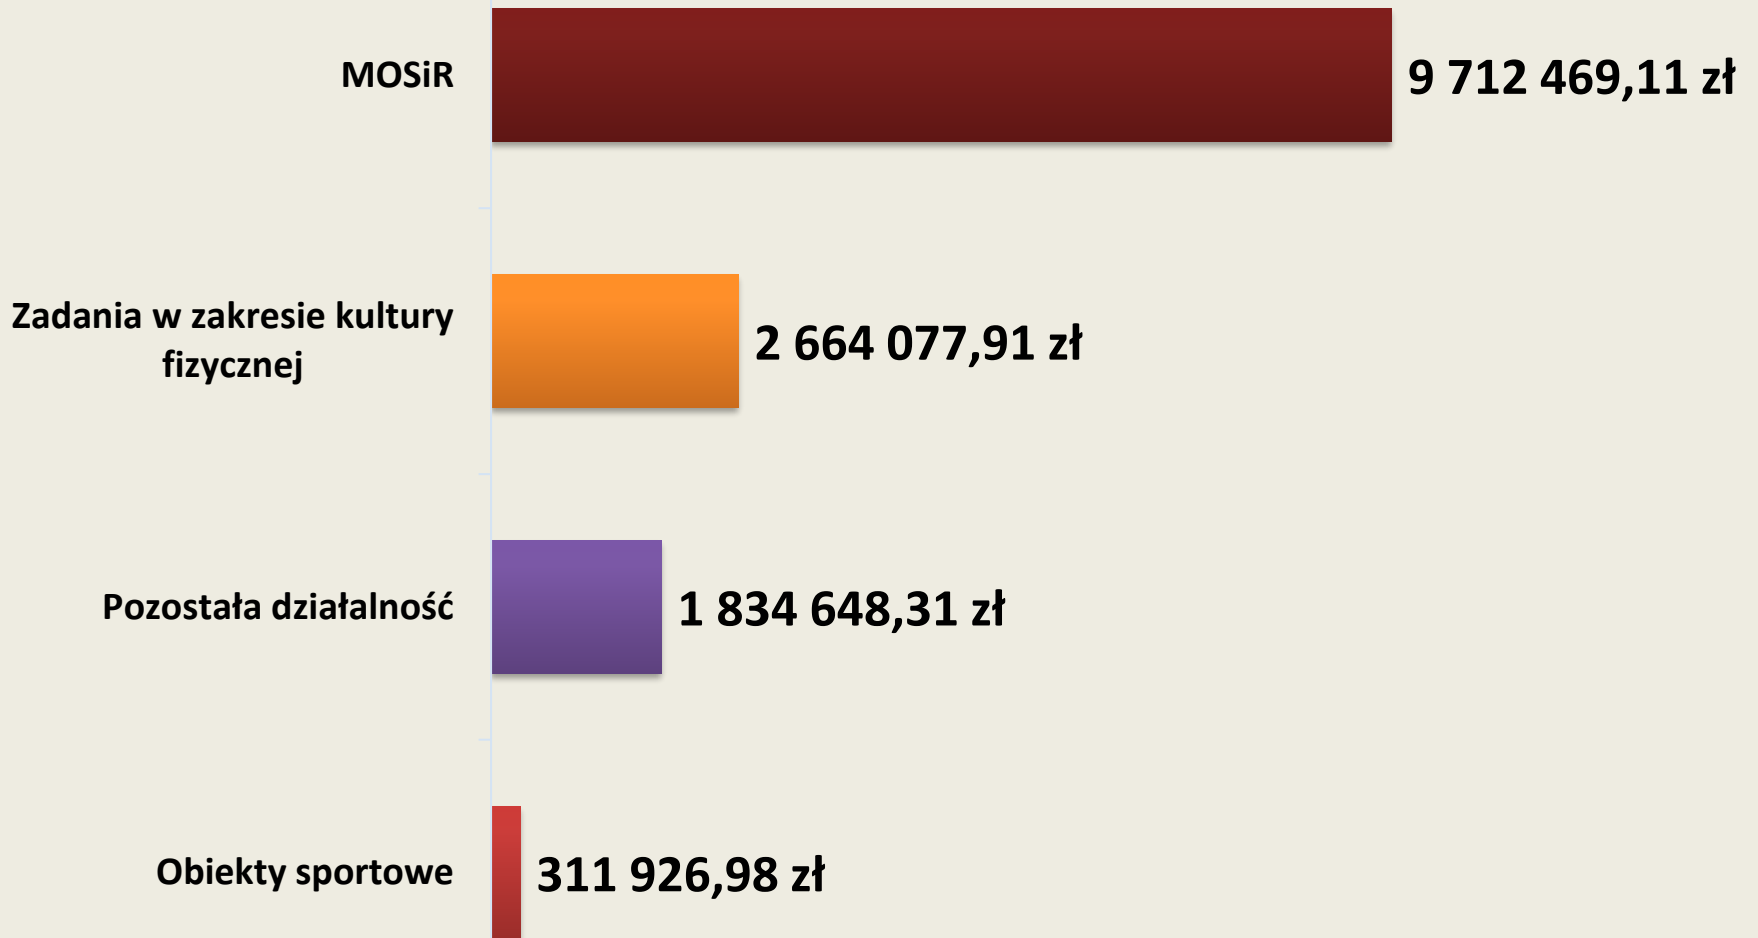 MOSiR
9 712 469,11 zł
Zadania w zakresie kultury
fizycznej
2 664 077,91 zł
Pozostała działalność
1 834 648,31 zł
Obiekty sportowe
311 926,98 zł